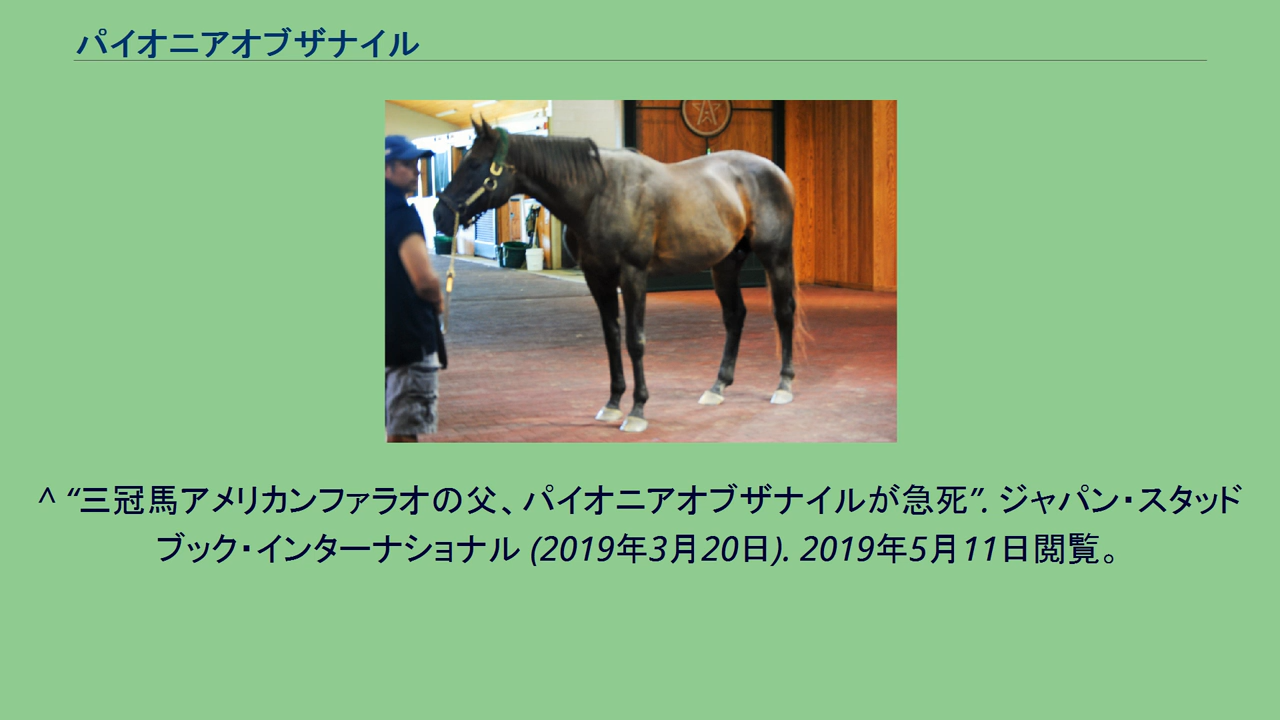 パイオニアオブザナイル
^ “三冠馬アメリカンファラオの父、パイオニアオブザナイルが急死”. ジャパン・スタッド
ブック・インターナショナル (2019年3月20日). 2019年5月11日閲覧。